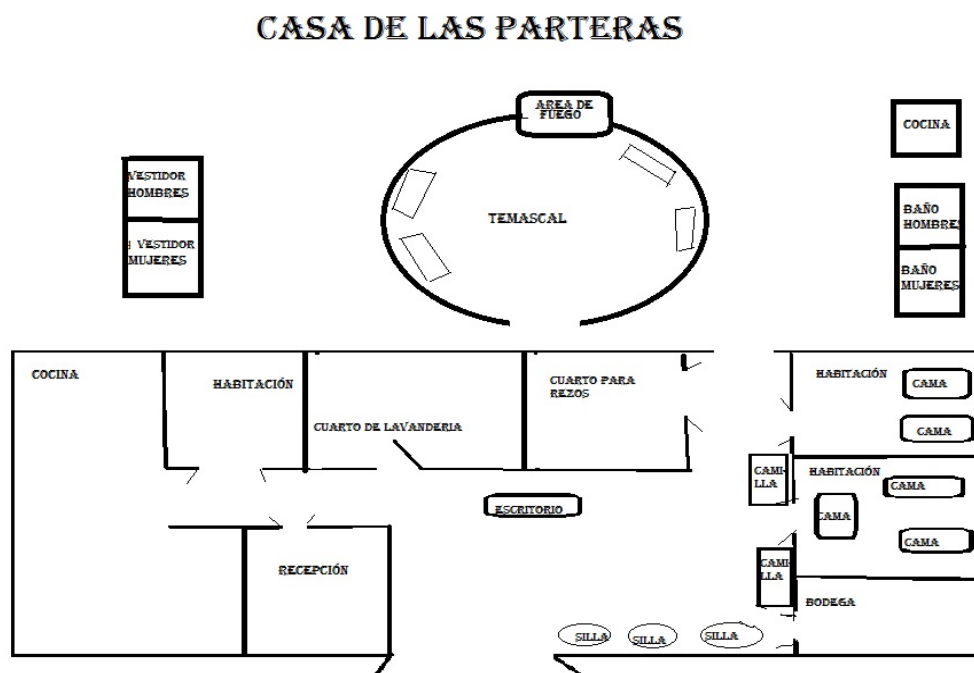 CASA DE LAS PARTERAS
AREA DE
FUEGO
COCINA
VESTIDOR
HOMBRES
VESTIDOR
MUJERES
TEMASCAL
BAÑO
HOMBRES
BAÑO
MUJERES
COCINA
HABITACIÓN
CUARTO DE LAVANDERIA
CUARTO PARA
REZOS
HABITACIÓN
CAMA
CAMA
CAMI-
LLA
HABITACIÓN
CAMA
CAMA
CAMA
ESCRITORIO
RECEPCIÓN
CAMI-
LLA
BODEGA
SILLA
SILLA
SILLA